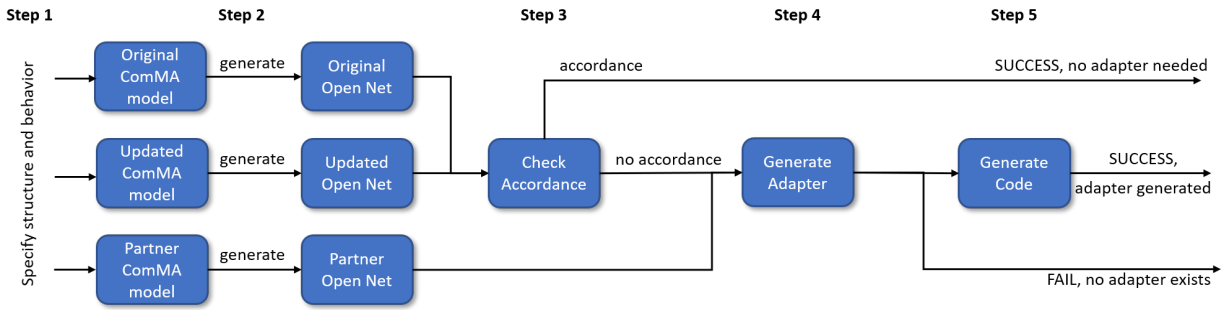 Step 1
Step 2
Step 3
Step 4
Step 5
Specify structure and behavior
Original
ComMA
model
generate
Original
Open Net
accordance
SUCCESS, no adapter needed
Updated
ComMA
model
generate
Updated
Open Net
Check
Accordance
no accordance
Generate
Adapter
Generate
Code
SUCCESS,
adapter generated
Partner
ComMA
model
generate
Partner
Open Net
FAIL, no adapter exists